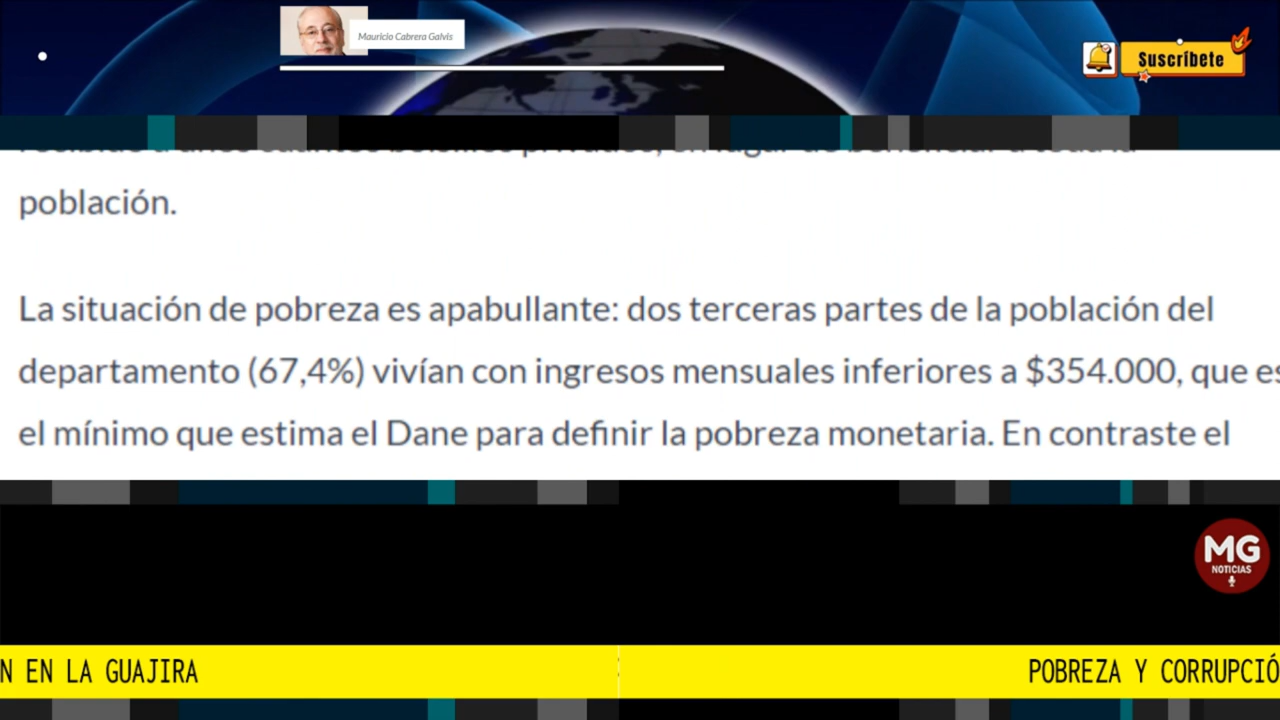 Mauricio Cabrera Galvis
Suscríbete
población.
La situación de pobreza es apabullante: dos terceras partes de la población del
departamento (67,4%) vivían con ingresos mensuales inferiores a $354.000, que es
el mínimo que estima el Dane para definir la pobreza monetaria. En contraste el
MG
NOTICIAS
N EN LA GUAJIRA
POBREZA Y CORRUPCIÓ